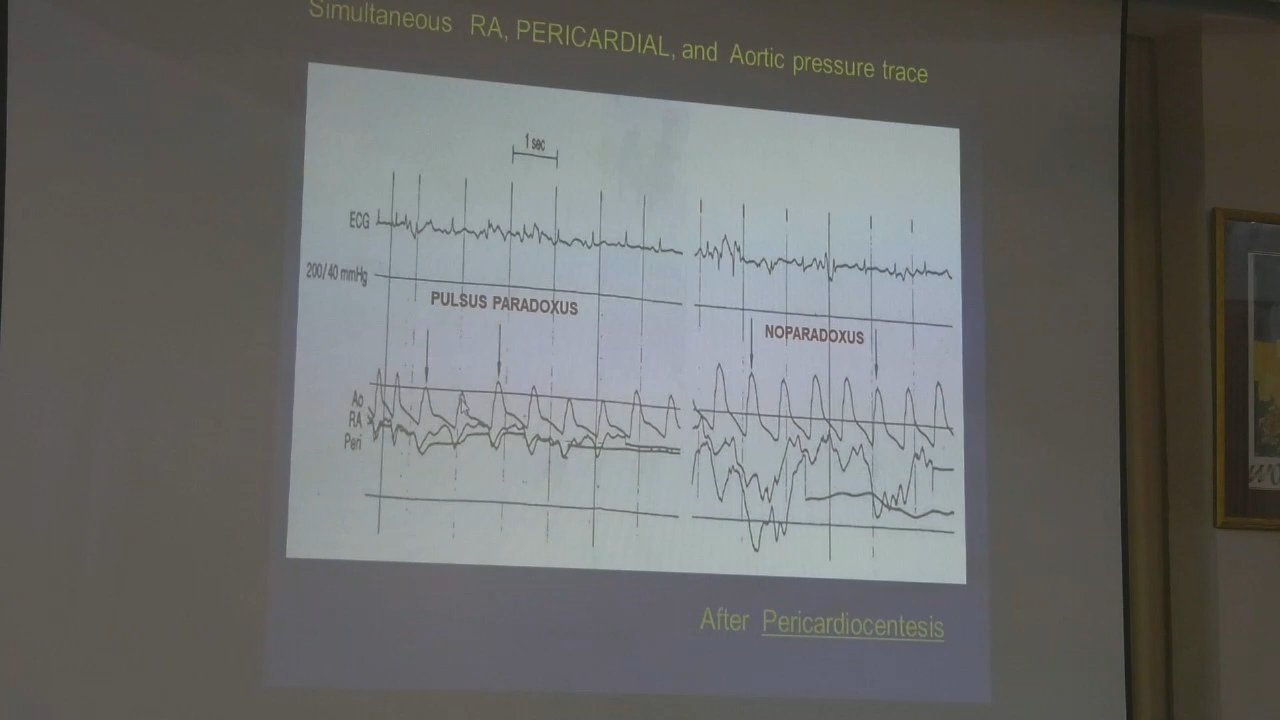 Simultaneous RA, PERICARDIAL, and Aortic pressure trace
1 sec
ECG
200/40 mmHg
PULSUS PARADOXUS
NOPARADOXUS
Ao
RA
Peri
After Pericardiocentesis